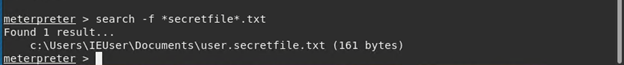 meterpreter > search -f *secretfile*.txt
Found 1 result...
    c:\Users\IEUser\Documents\user.secretfile.txt (161 bytes)
meterpreter >